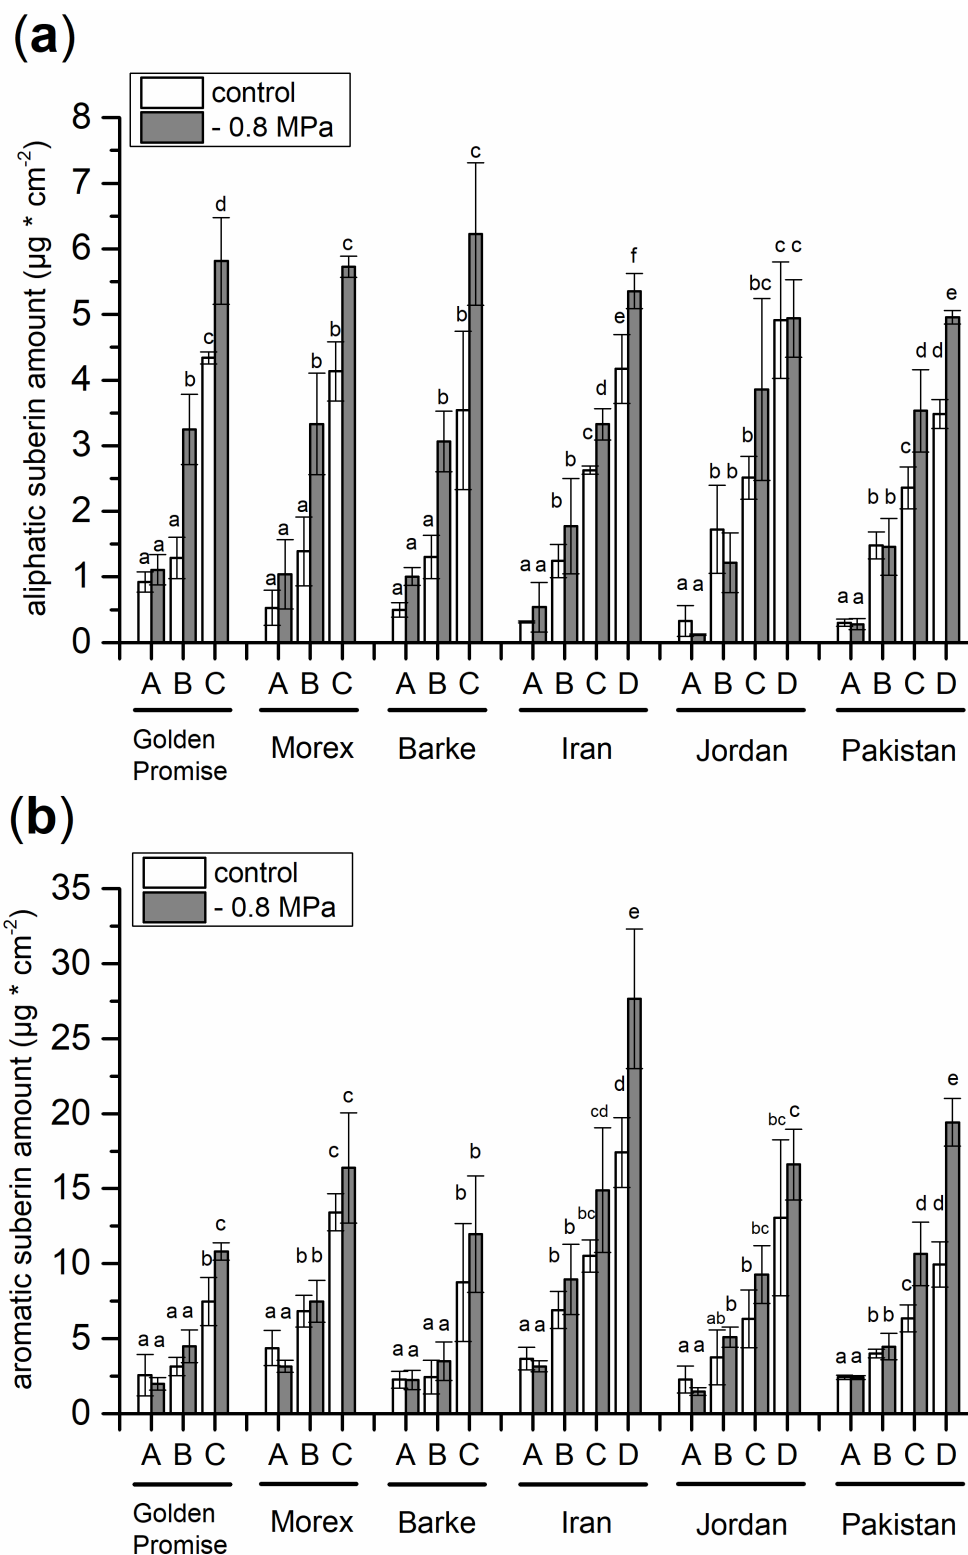 (a)
control
- 0.8 MPa
aliphatic suberin amount (µg * cm-2)
8
7
6
5
4
3
2
1
0
a a a b c d
a a a b b c
a a a b b c
a a b b c d e f
a a b b b bc c c
a a b b c d d e
A B C A B C A B C A B C D A B C D A B C D
Golden
Promise
Morex Barke Iran Jordan Pakistan
(b)
control
- 0.8 MPa
aromatic suberin amount (µg * cm-2)
35
30
25
20
15
10
5
0
a a a a b c
a a b b c c
a a a a b b
a a b b bc cd d e
a a ab b b bc bc c
a a b b c d d e
A B C A B C A B C A B C D A B C D A B C D
Golden
Promise
Morex Barke Iran Jordan Pakistan